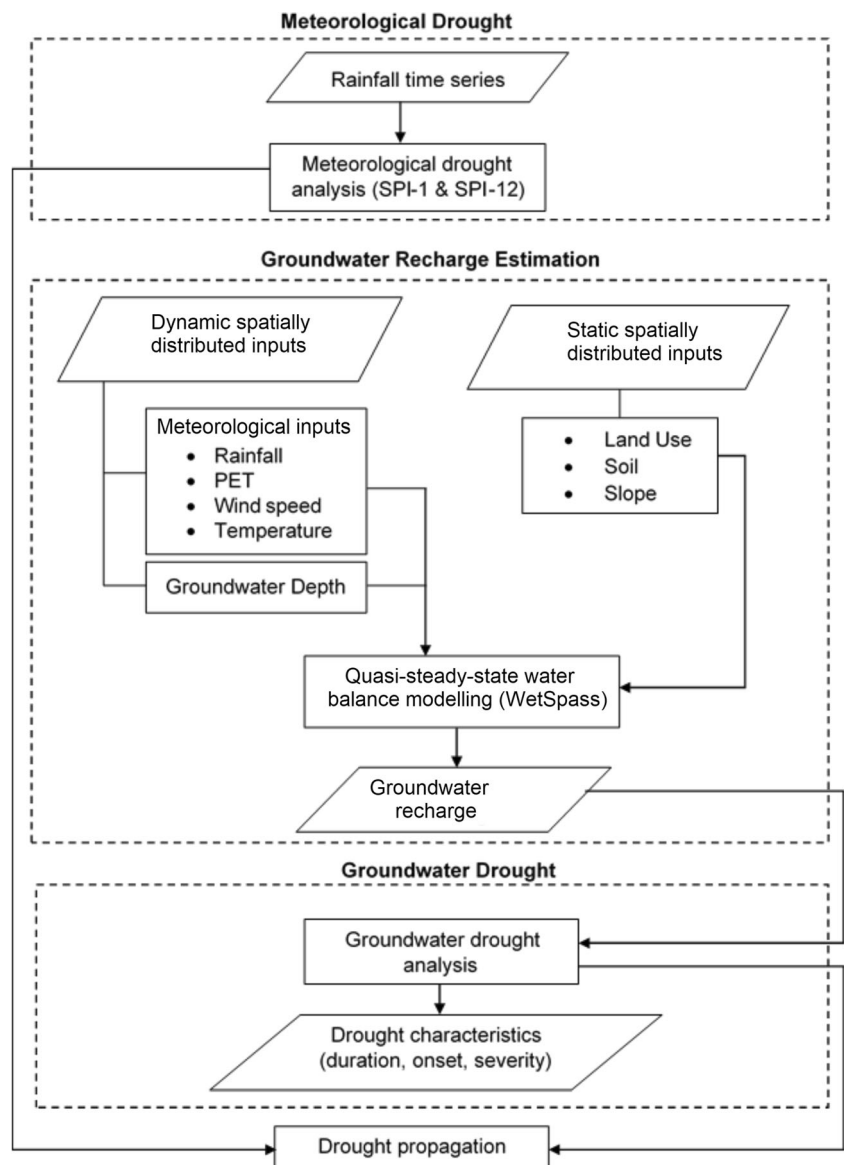 Meteorological Drought
Rainfall time series
Meteorological drought
analysis (SPI-1 & SPI-12)
Groundwater Recharge Estimation
Dynamic spatially
distributed inputs
Static spatially
distributed inputs
Meteorological inputs
• Rainfall
• PET
• Wind speed
• Temperature
• Land Use
• Soil
• Slope
Groundwater Depth
Quasi-steady-state water
balance modelling (WetSpass)
Groundwater
recharge
Groundwater Drought
Groundwater drought
analysis
Drought characteristics
(duration, onset, severity)
Drought propagation